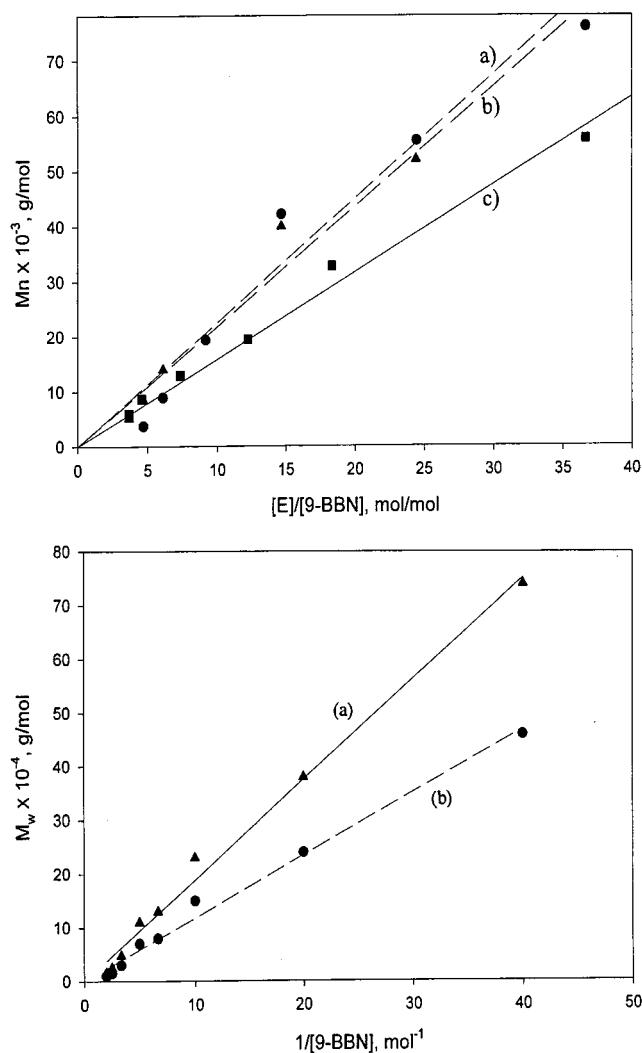 70
60
50
40
30
20
10
0
Mn x 10⁻³, g/mol
a)
b)
c)
0 5 10 15 20 25 30 35 40
[E]/[9-BBN], mol/mol
80
70
60
50
40
30
20
10
0
M_w x 10⁻⁴, g/mol
(a)
(b)
0 10 20 30 40 50
1/[9-BBN], mol⁻¹